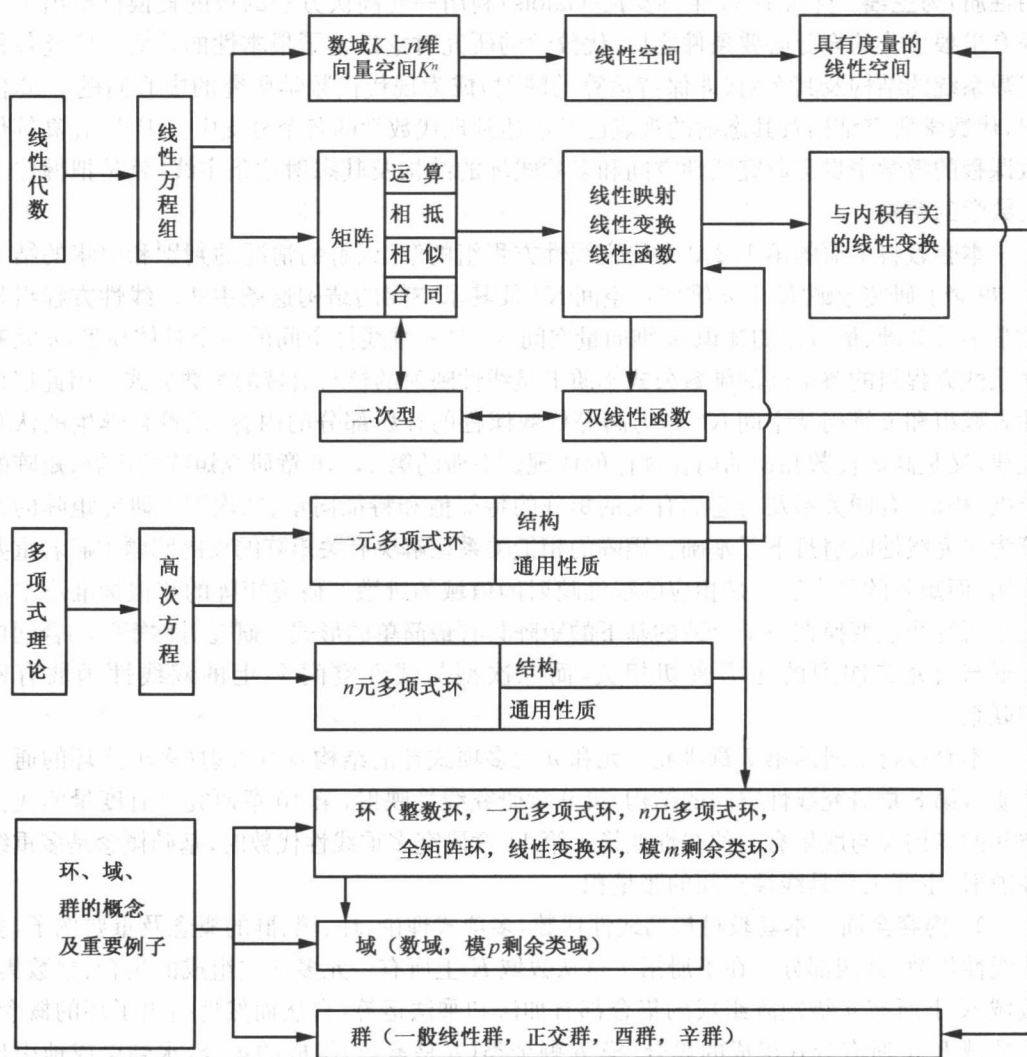 数域K上n维
向量空间Kⁿ
线性空间
具有度量的
线性空间
线性代数
线性方程组
矩阵
运算
相抵
相似
合同
线性映射
线性变换
线性函数
与内积有关
的线性变换
二次型
双线性函数
多项式理论
高次方程
一元多项式环
结构
通用性质
n元多项式环
结构
通用性质
环、域、
群的概念
及重要例子
环（整数环，一元多项式环，n元多项式环，
全矩阵环，线性变换环，模m剩余类环）
域（数域，模p剩余类域）
群（一般线性群，正交群，酉群，辛群）